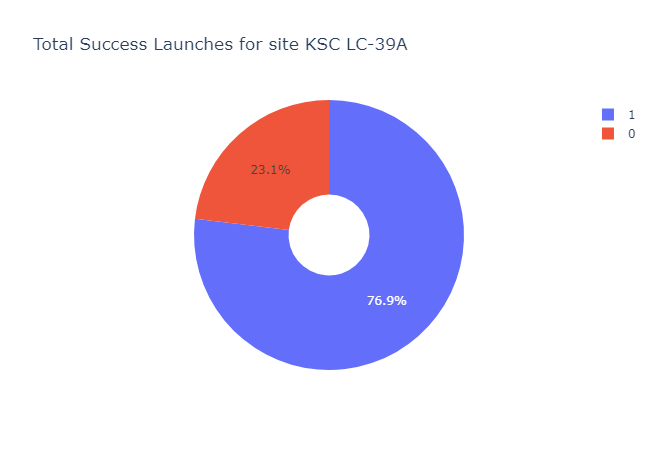 Total Success Launches for site KSC LC-39A
1
0
23.1%
76.9%